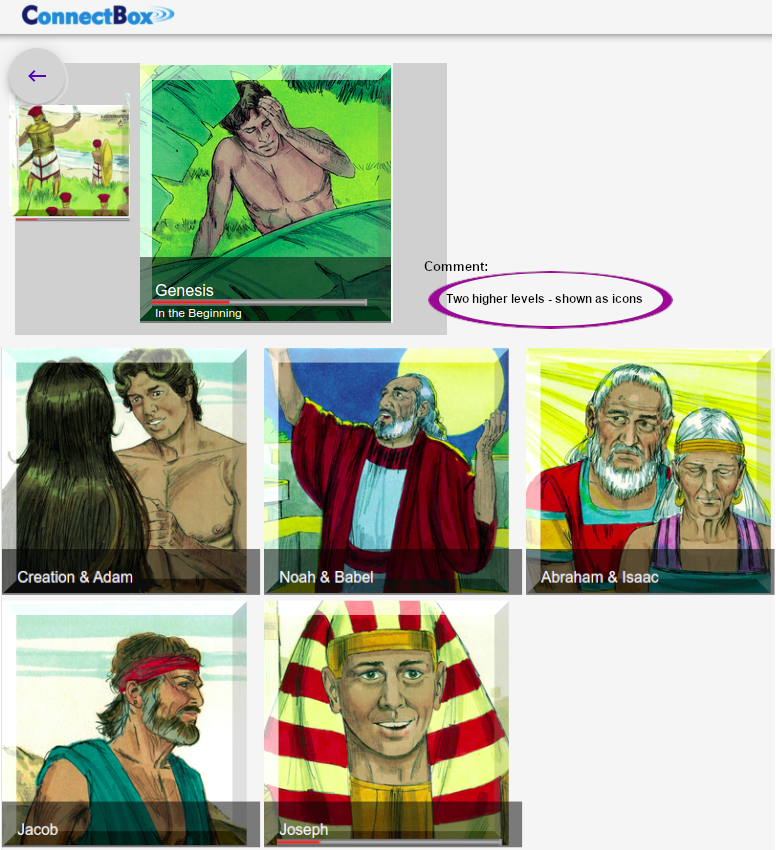 ConnectBox
Genesis
In the Beginning
Comment:
Two higher levels - shown as icons
Creation & Adam
Noah & Babel
Abraham & Isaac
Jacob
Joseph